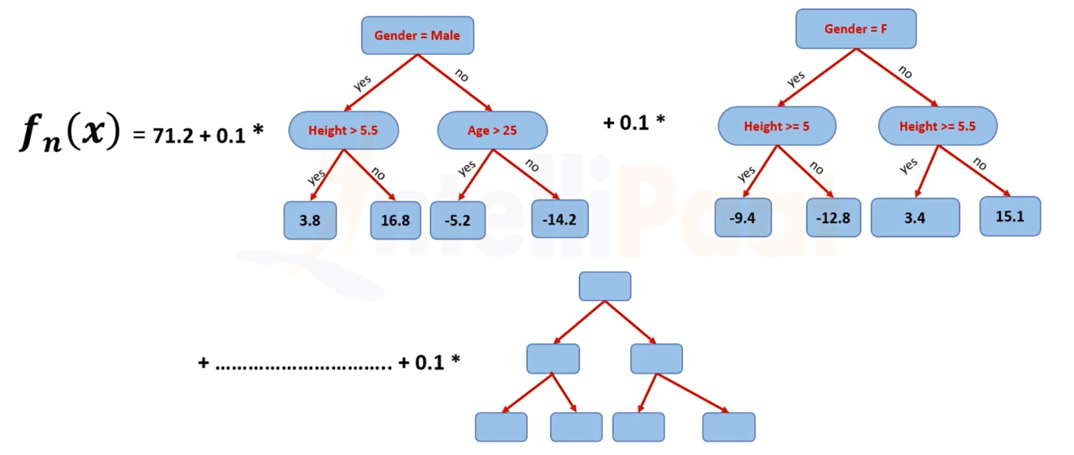 Gender = Male
Gender = F
yes
no
yes
no
fn(x) = 71.2 + 0.1 *
Height > 5.5
Age > 25
+ 0.1 *
Height >= 5
Height >= 5.5
yes
no
yes
no
yes
no
yes
no
3.8
16.8
-5.2
-14.2
-9.4
-12.8
3.4
15.1
IntelliPaat
+ ................................. + 0.1 *